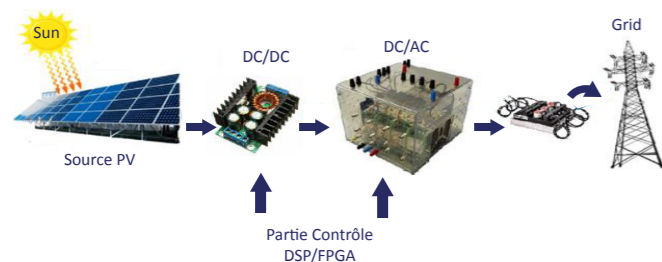 Sun
DC/DC
DC/AC
Grid
Source PV
Partie Contrôle
DSP/FPGA